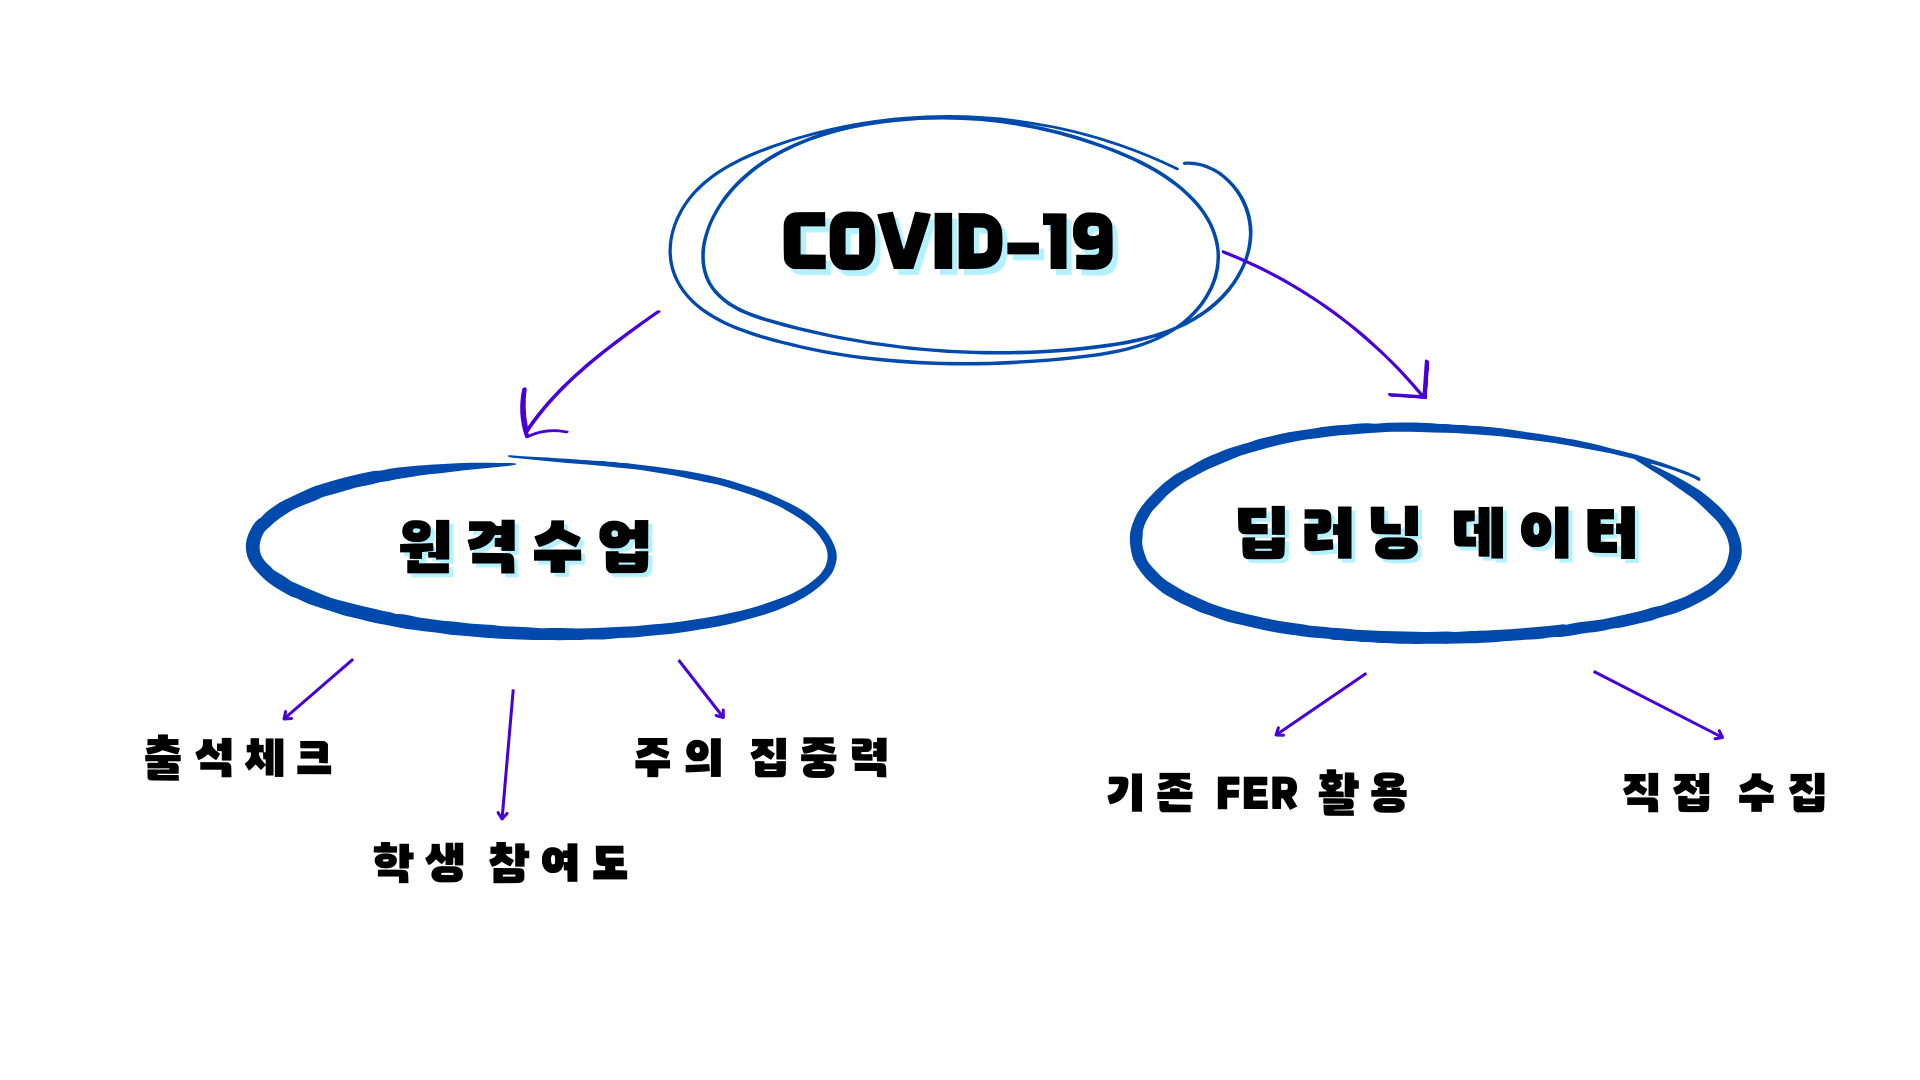 COVID-19
원격수업
딥러닝 데이터
출석체크
학생 참여도
주의 집중력
기존 FER 활용
직접 수집